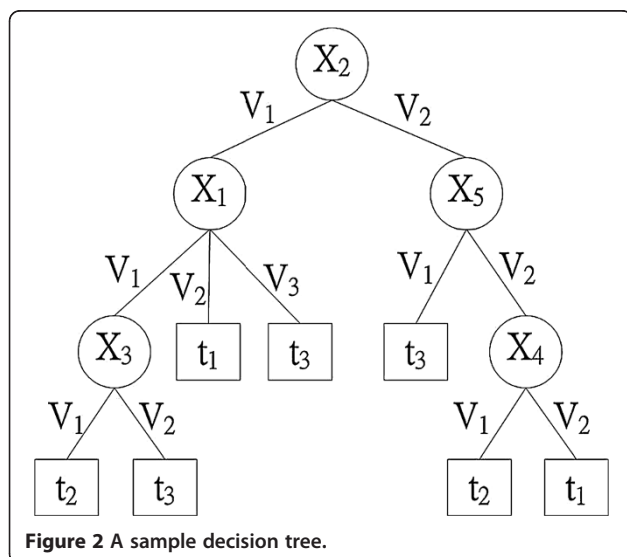 X₂
V₁ V₂
X₁ X₅
V₁ V₂ V₃ V₁ V₂
X₃ t₁ t₃ t₃ X₄
V₁ V₂ V₁ V₂
t₂ t₃ t₂ t₁
Figure 2 A sample decision tree.